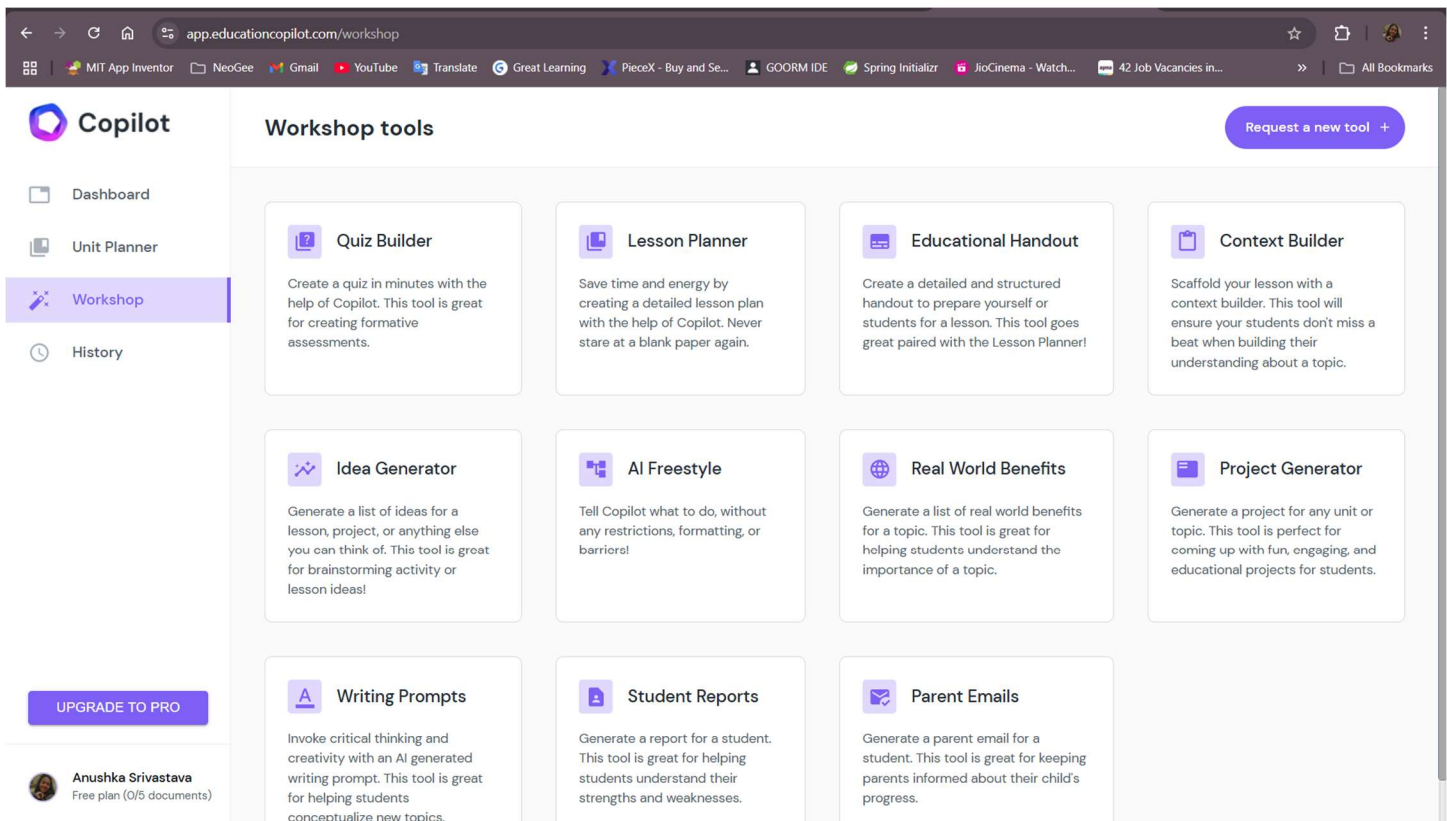 app.educationcopilot.com/workshop
MIT App Inventor NeoGee Gmail YouTube Translate Great Learning PieceX - Buy and Se... GOORM IDE Spring Initializr JioCinema - Watch... 42 Job Vacancies in... » All Bookmarks
Copilot
Dashboard
Unit Planner
Workshop
History
UPGRADE TO PRO
Anushka Srivastava
Free plan (0/5 documents)
Workshop tools
Request a new tool +
Quiz Builder
Create a quiz in minutes with the
help of Copilot. This tool is great
for creating formative
assessments.
Lesson Planner
Save time and energy by
creating a detailed lesson plan
with the help of Copilot. Never
stare at a blank paper again.
Educational Handout
Create a detailed and structured
handout to prepare yourself or
students for a lesson. This tool goes
great paired with the Lesson Planner!
Context Builder
Scaffold your lesson with a
context builder. This tool will
ensure your students don't miss a
beat when building their
understanding about a topic.
Idea Generator
Generate a list of ideas for a
lesson, project, or anything else
you can think of. This tool is great
for brainstorming activity or
lesson ideas!
AI Freestyle
Tell Copilot what to do, without
any restrictions, formatting, or
barriers!
Real World Benefits
Generate a list of real world benefits
for a topic. This tool is great for
helping students understand the
importance of a topic.
Project Generator
Generate a project for any unit or
topic. This tool is perfect for
coming up with fun, engaging, and
educational projects for students.
Writing Prompts
Invoke critical thinking and
creativity with an AI generated
writing prompt. This tool is great
for helping students
conceptualize new topics.
Student Reports
Generate a report for a student.
This tool is great for helping
students understand their
strengths and weaknesses.
Parent Emails
Generate a parent email for a
student. This tool is great for keeping
parents informed about their child's
progress.